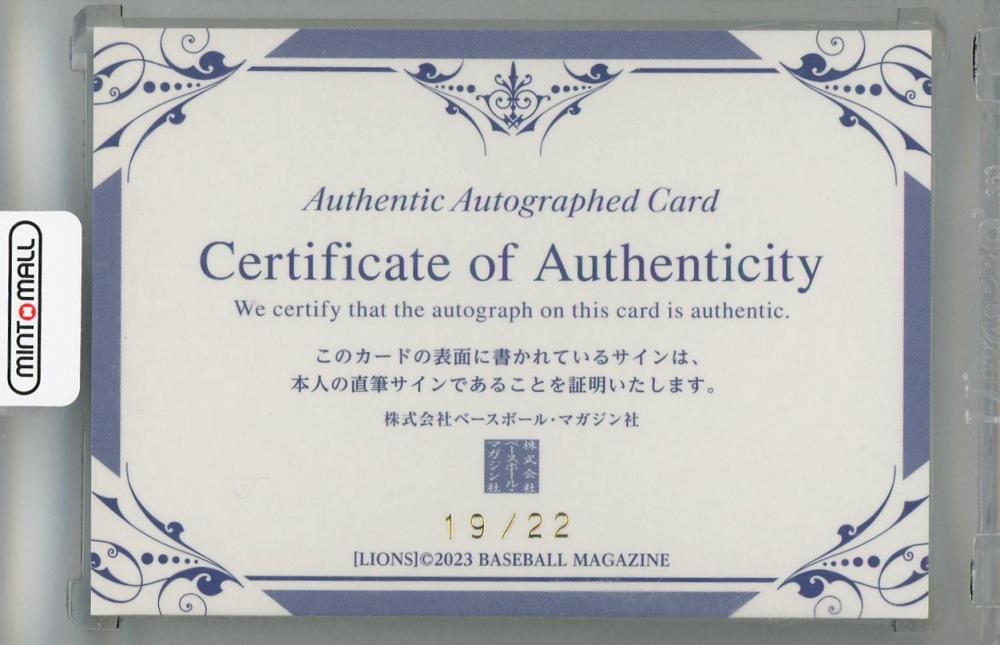 Authentic Autographed Card
Certificate of Authenticity
We certify that the autograph on this card is authentic.
このカードの表面に書かれているサインは、
本人の直筆サインであることを証明いたします。
株式会社ベースボール・マガジン社
株式会社
ベースボール・
マガジン社
19/22
[LIONS]©2023 BASEBALL MAGAZINE
MINTOMALL